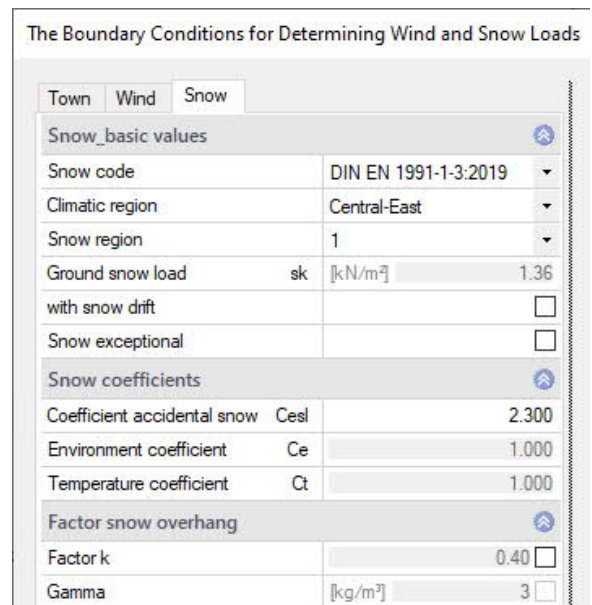 The Boundary Conditions for Determining Wind and Snow Loads
Town Wind Snow
Snow_basic values
Snow code DIN EN 1991-1-3:2019
Climatic region Central-East
Snow region 1
Ground snow load sk [kN/m²] 1.36
with snow drift
Snow exceptional
Snow coefficients
Coefficient accidental snow Cesl 2.300
Environment coefficient Ce 1.000
Temperature coefficient Ct 1.000
Factor snow overhang
Factor k 0.40
Gamma [kg/m³] 3